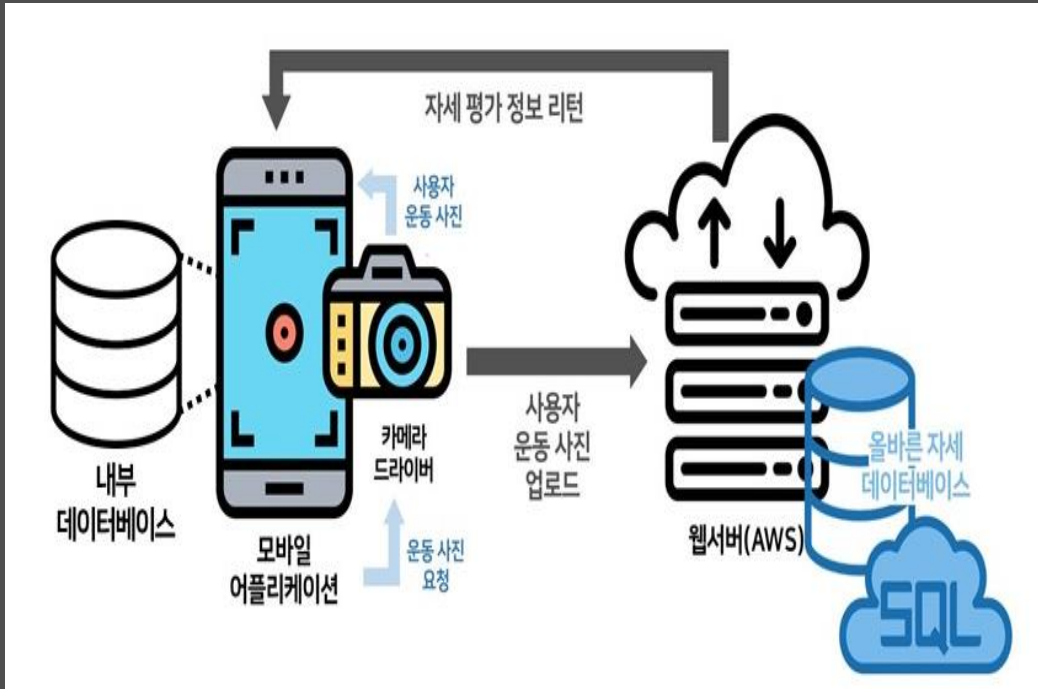 자세 평가 정보 리턴
사용자
운동 사진
내부
데이터베이스
카메라
드라이버
모바일
어플리케이션
운동 사진
요청
사용자
운동 사진
업로드
올바른 자세
데이터베이스
웹서버(AWS)
SQL